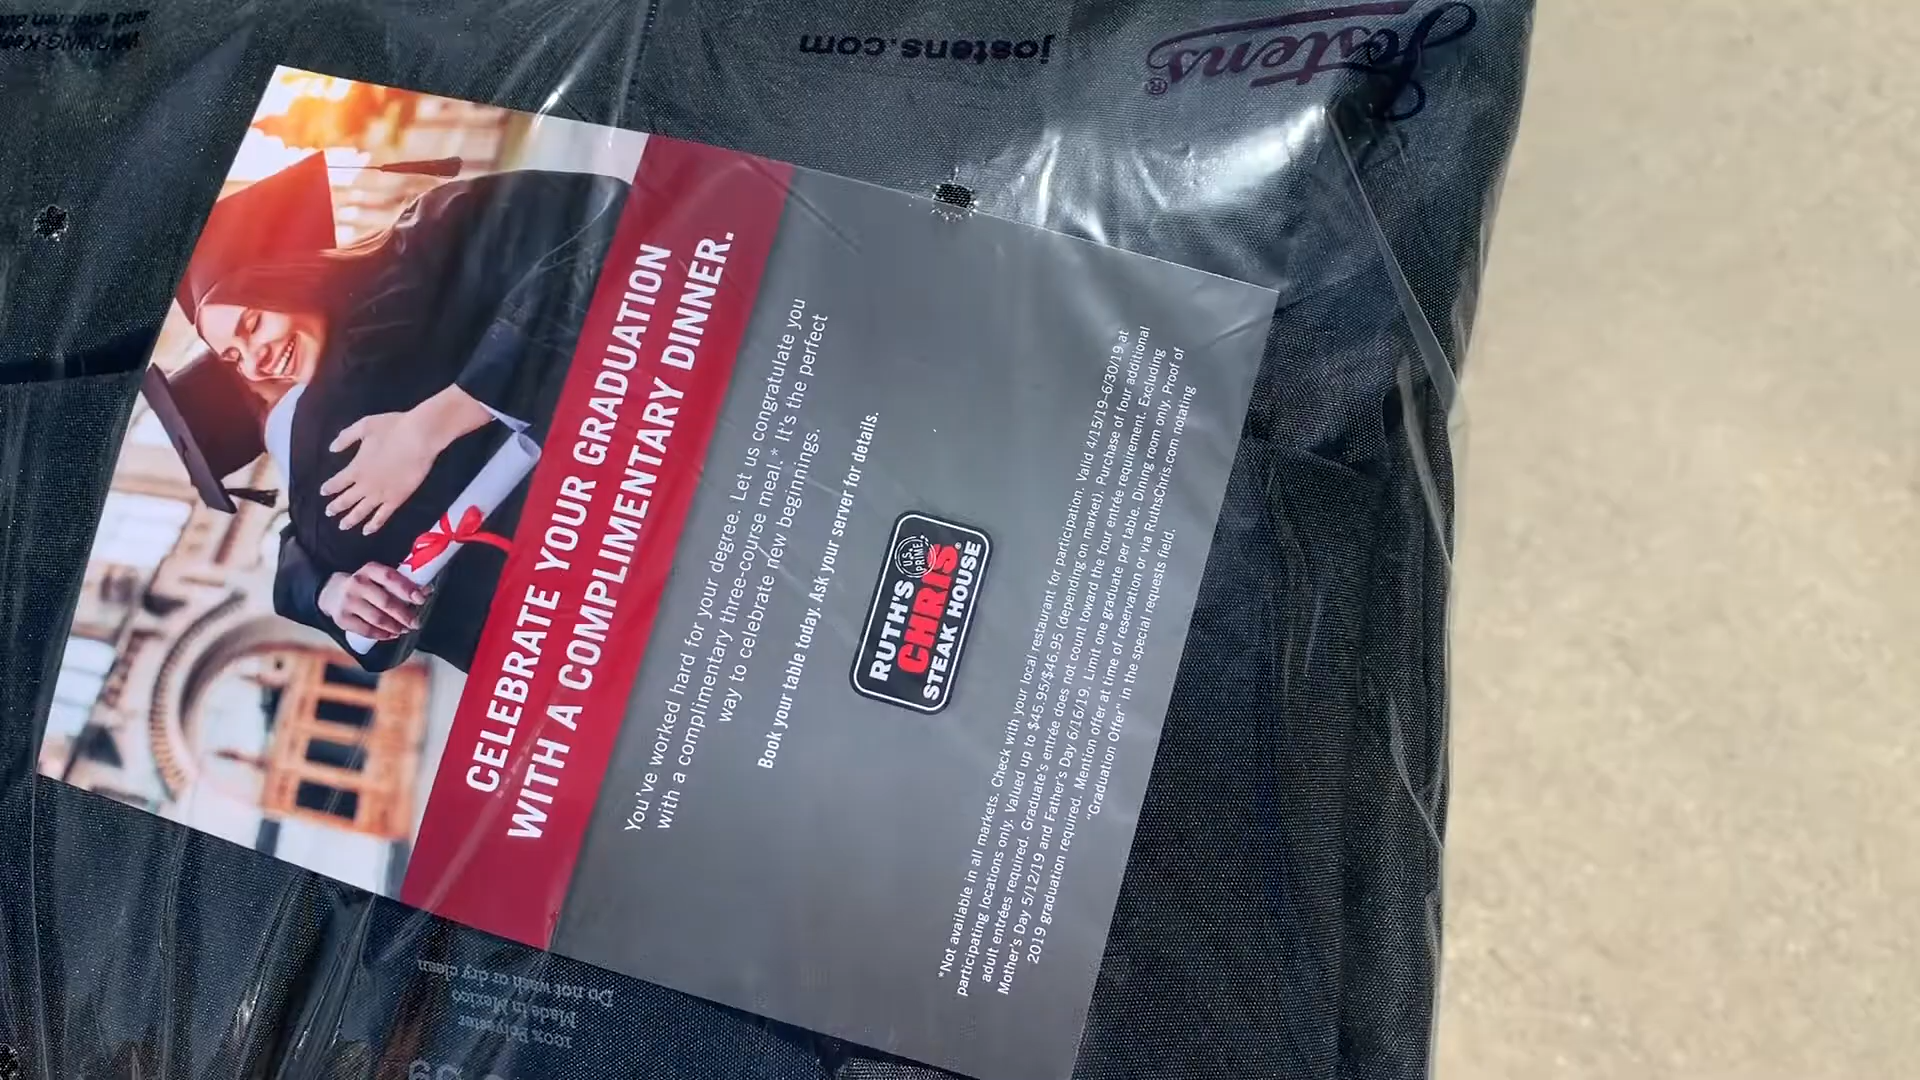 Jostens®
jostens.com
CELEBRATE YOUR GRADUATION
WITH A COMPLIMENTARY DINNER.
You've worked hard for your degree. Let us congratulate you
with a complimentary three-course meal.* It's the perfect
way to celebrate new beginnings.
Book your table today. Ask your server for details.
RUTH'S
U.S. PRIME
CHRIS®
STEAK HOUSE
*Not available in all markets. Check with your local restaurant for participation. Valid 4/15/19-6/30/19 at
participating locations only. Valued up to $45.95/$46.95 (depending on market). Purchase of four additional
adult entrées required. Graduate's entrée does not count toward the four entrée requirement. Excluding
Mother's Day 5/12/19 and Father's Day 6/16/19. Limit one graduate per table. Dining room only. Proof of
2019 graduation required. Mention offer at time of reservation or via RuthsChris.com notating
"Graduation Offer" in the special requests field.
100% Polyester
Made in Mexico
Do not wash or dry clean